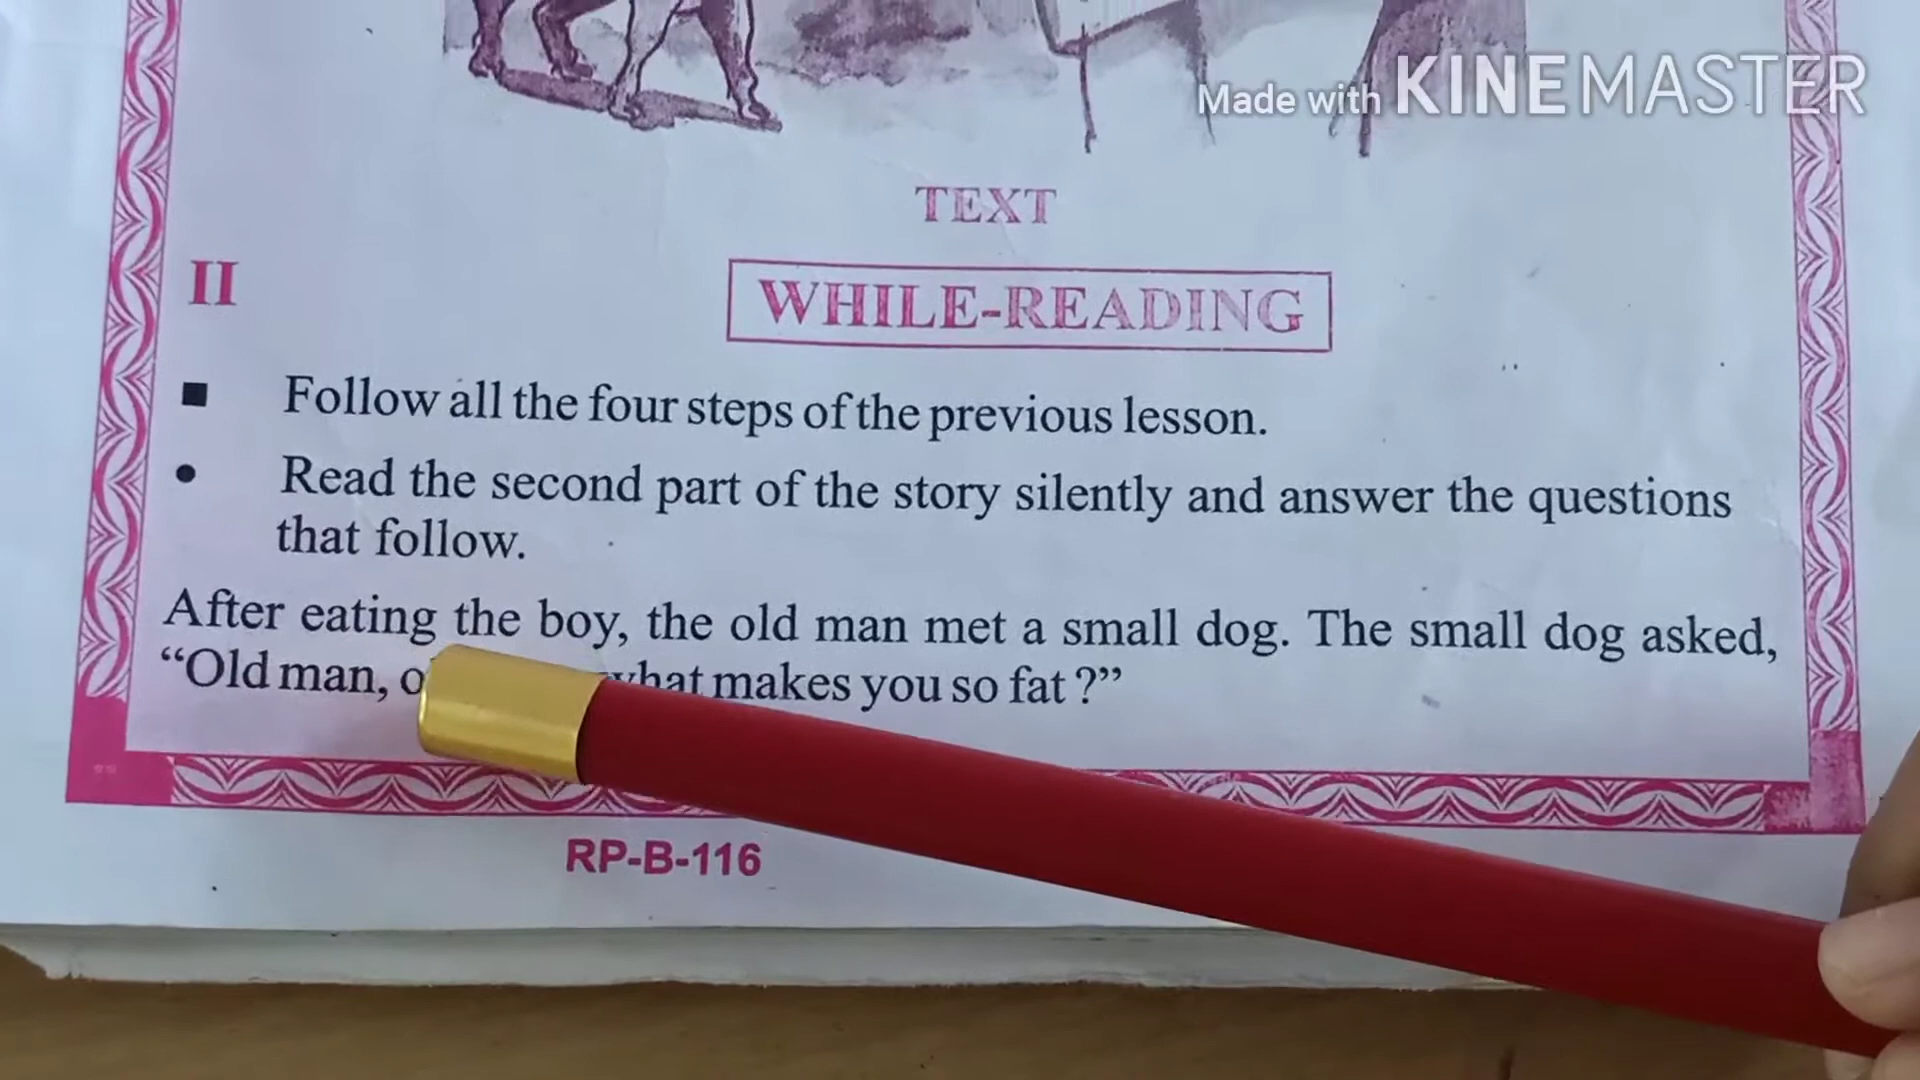 Made with KINEMASTER
TEXT
II
WHILE-READING
Follow all the four steps of the previous lesson.
Read the second part of the story silently and answer the questions
that follow.
After eating the boy, the old man met a small dog. The small dog asked,
“Old man, what makes you so fat ?”
RP-B-116